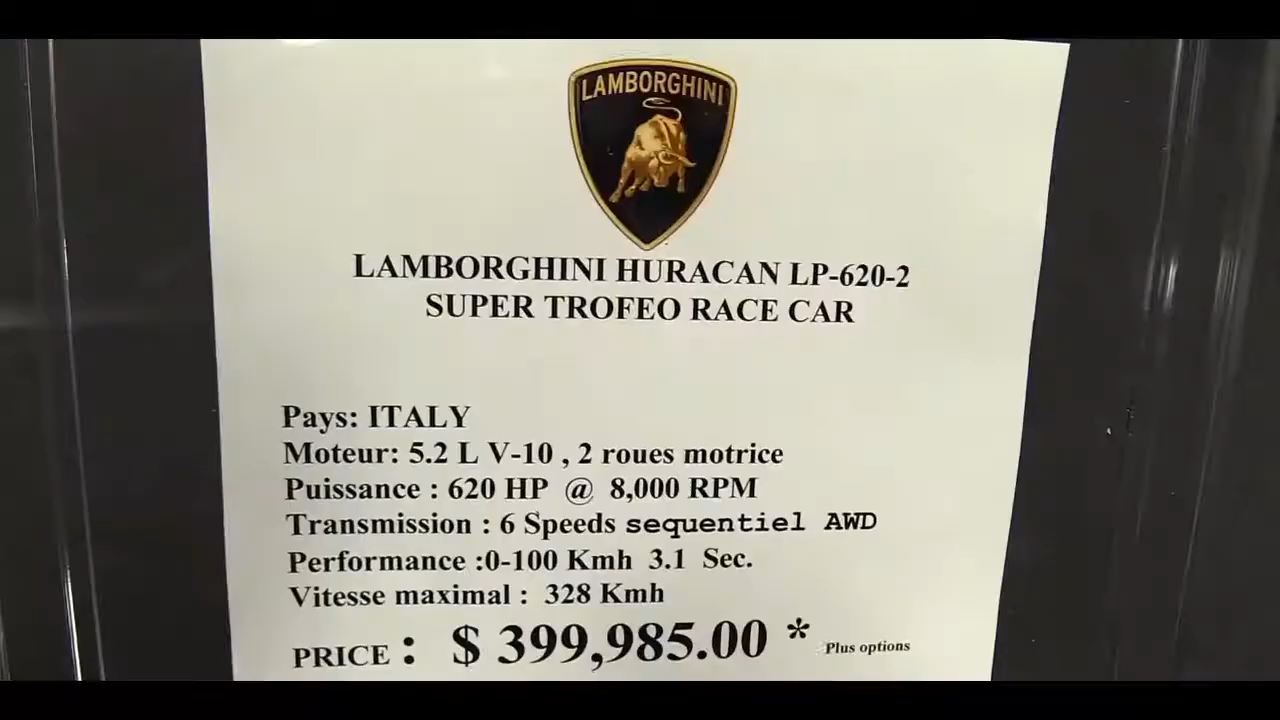 LAMBORGHINI
LAMBORGHINI HURACAN LP-620-2
SUPER TROFEO RACE CAR
Pays: ITALY
Moteur: 5.2 L V-10 , 2 roues motrice
Puissance : 620 HP @ 8,000 RPM
Transmission : 6 Speeds sequentiel AWD
Performance :0-100 Kmh 3.1 Sec.
Vitesse maximal : 328 Kmh
PRICE : $ 399,985.00 * Plus options